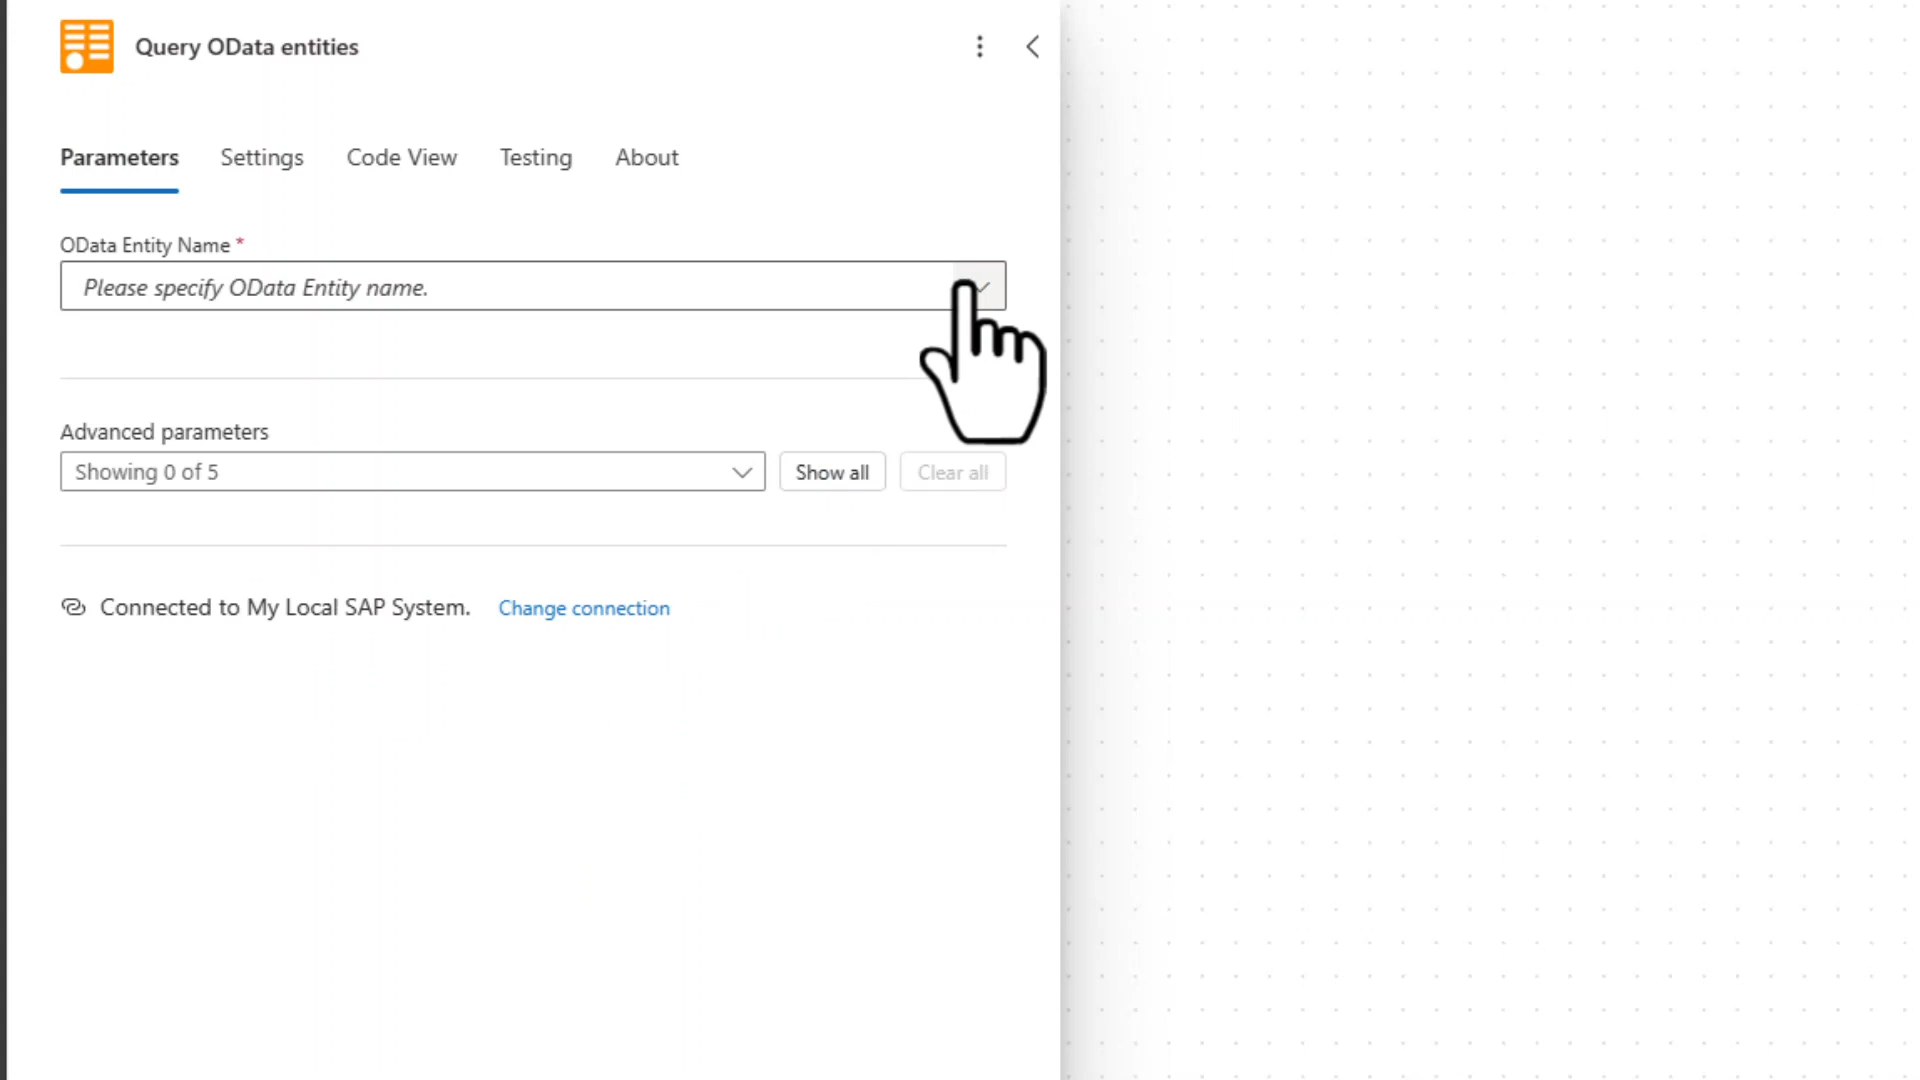 Query OData entities
Parameters Settings Code View Testing About
OData Entity Name *
Please specify OData Entity name.
Advanced parameters
Showing 0 of 5 Show all Clear all
Connected to My Local SAP System. Change connection